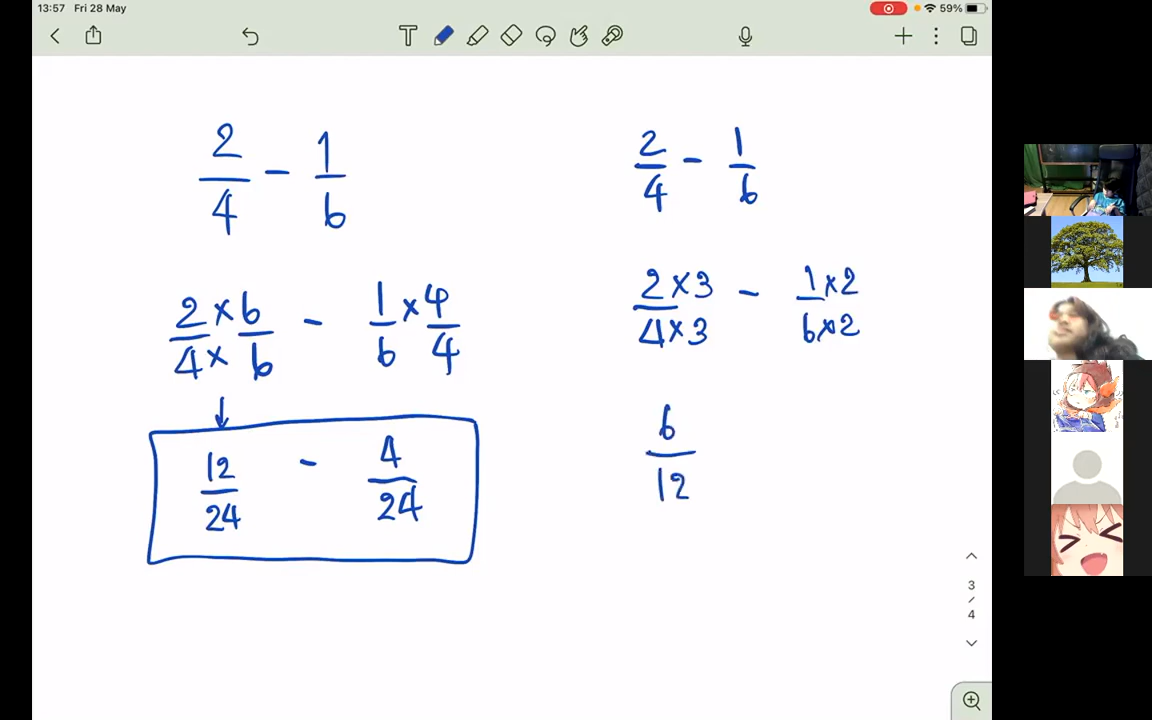 13:57 Fri 28 May
59%
T
2/4 - 1/6
2/4 - 1/6
2×6/4×6 - 1/6 × 4/4
2×3/4×3 - 1×2/6×2
12/24 - 4/24
6/12
3
/
4